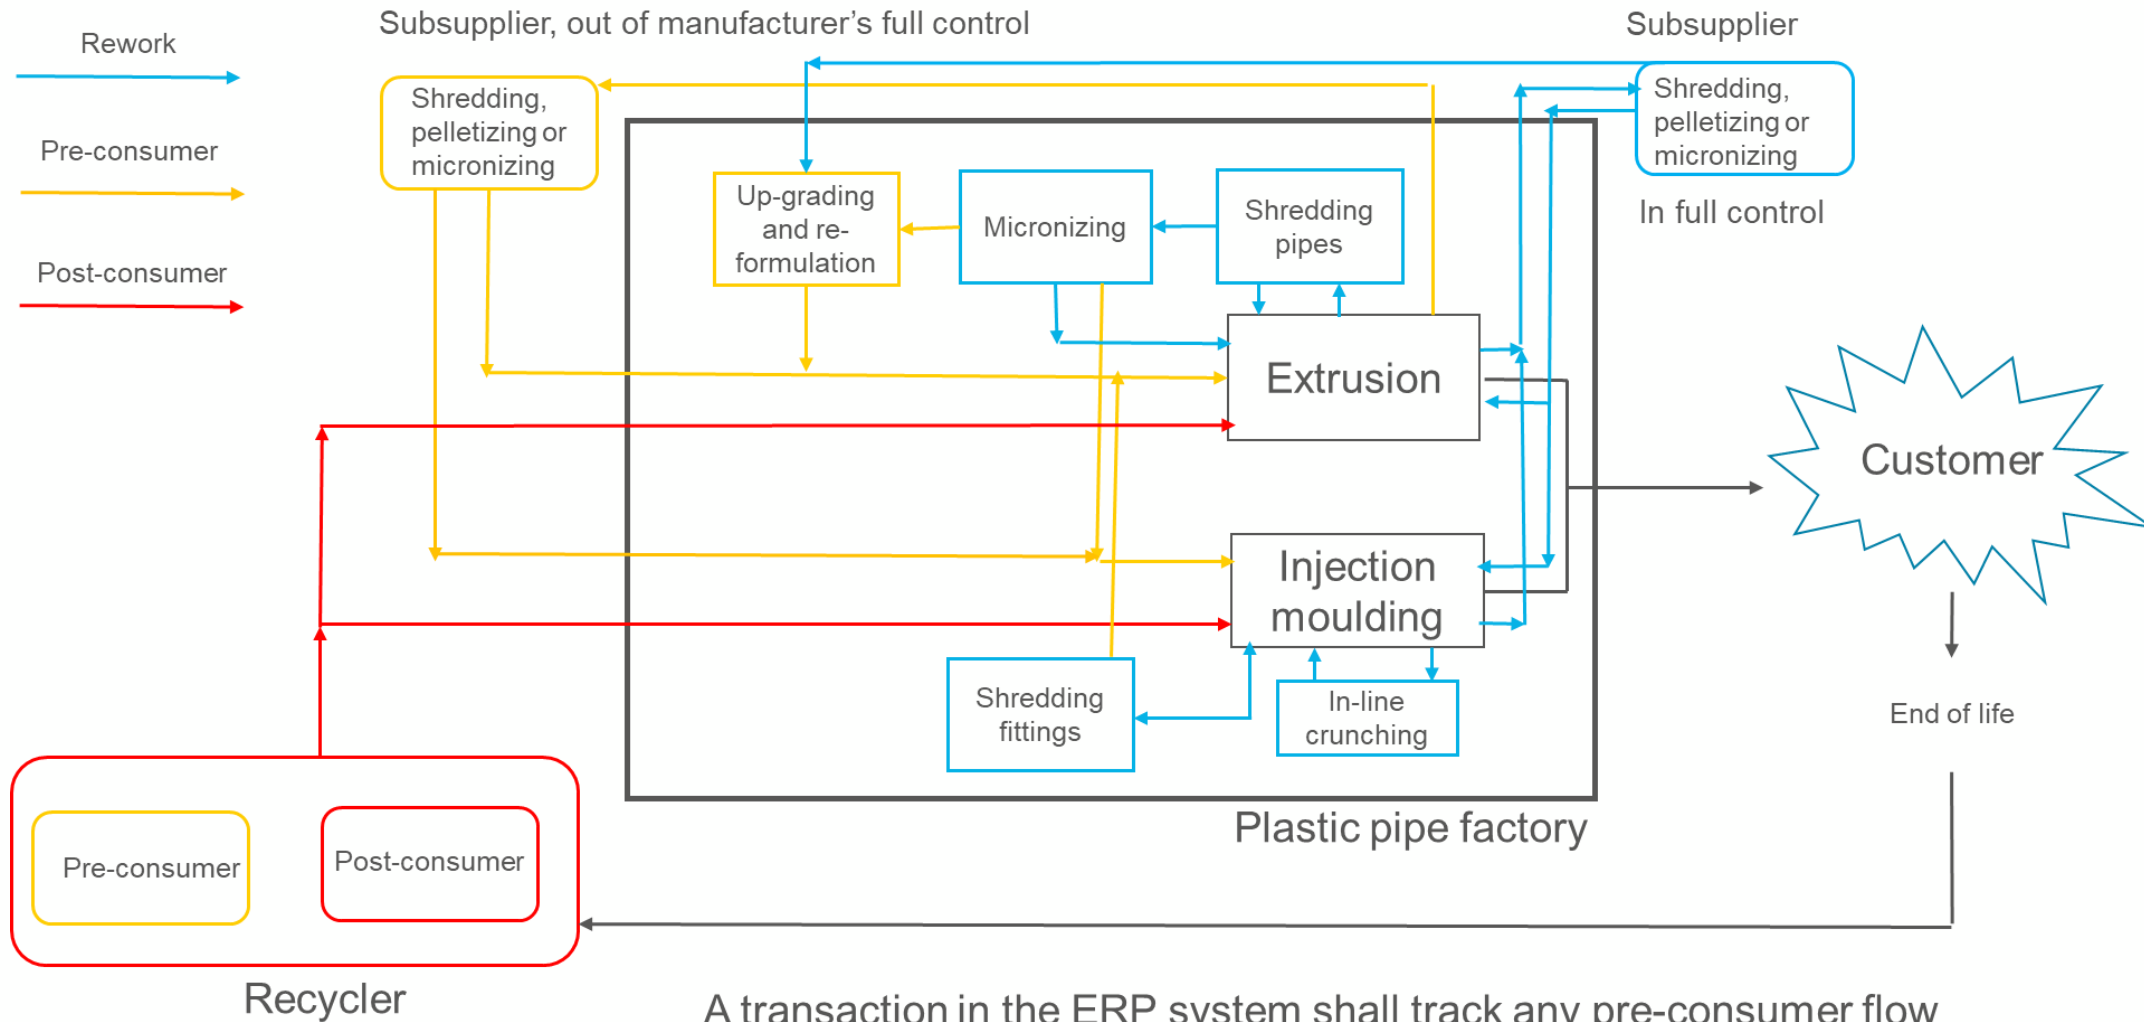 Rework
Pre-consumer
Post-consumer
Subsupplier, out of manufacturer’s full control
Shredding,
pelletizing or
micronizing
Subsupplier
Shredding,
pelletizing or
micronizing
In full control
Up-grading
and re-
formulation
Micronizing
Shredding
pipes
Extrusion
Injection
moulding
Shredding
fittings
In-line
crunching
Plastic pipe factory
Customer
End of life
Pre-consumer
Post-consumer
Recycler
A transaction in the ERP system shall track any pre-consumer flow